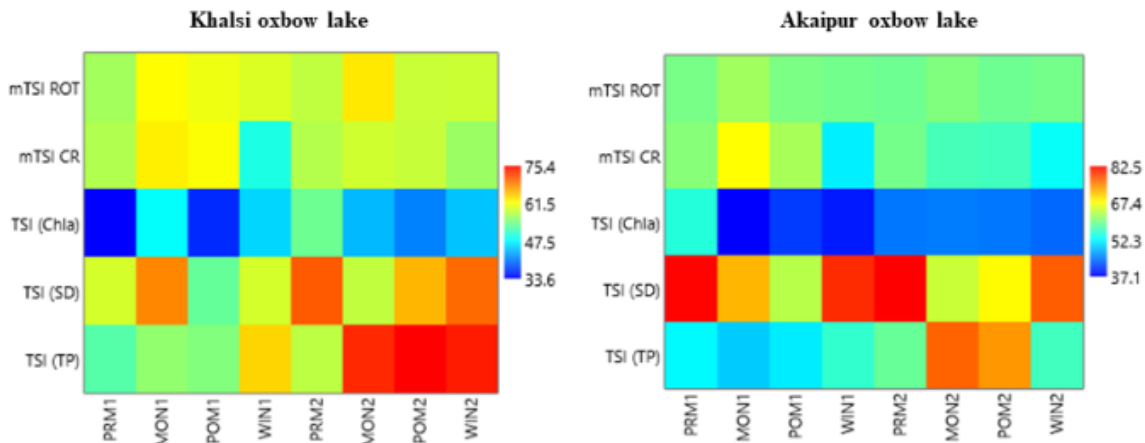 Khalsi oxbow lake
mTSI ROT
mTSI CR
TSI (Chla)
TSI (SD)
TSI (TP)
75.4
61.5
47.5
33.6
PRM1 MON1 POM1 WIN1 PRM2 MON2 POM2 WIN2
Akaipur oxbow lake
mTSI ROT
mTSI CR
TSI (Chla)
TSI (SD)
TSI (TP)
82.5
67.4
52.3
37.1
PRM1 MON1 POM1 WIN1 PRM2 MON2 POM2 WIN2